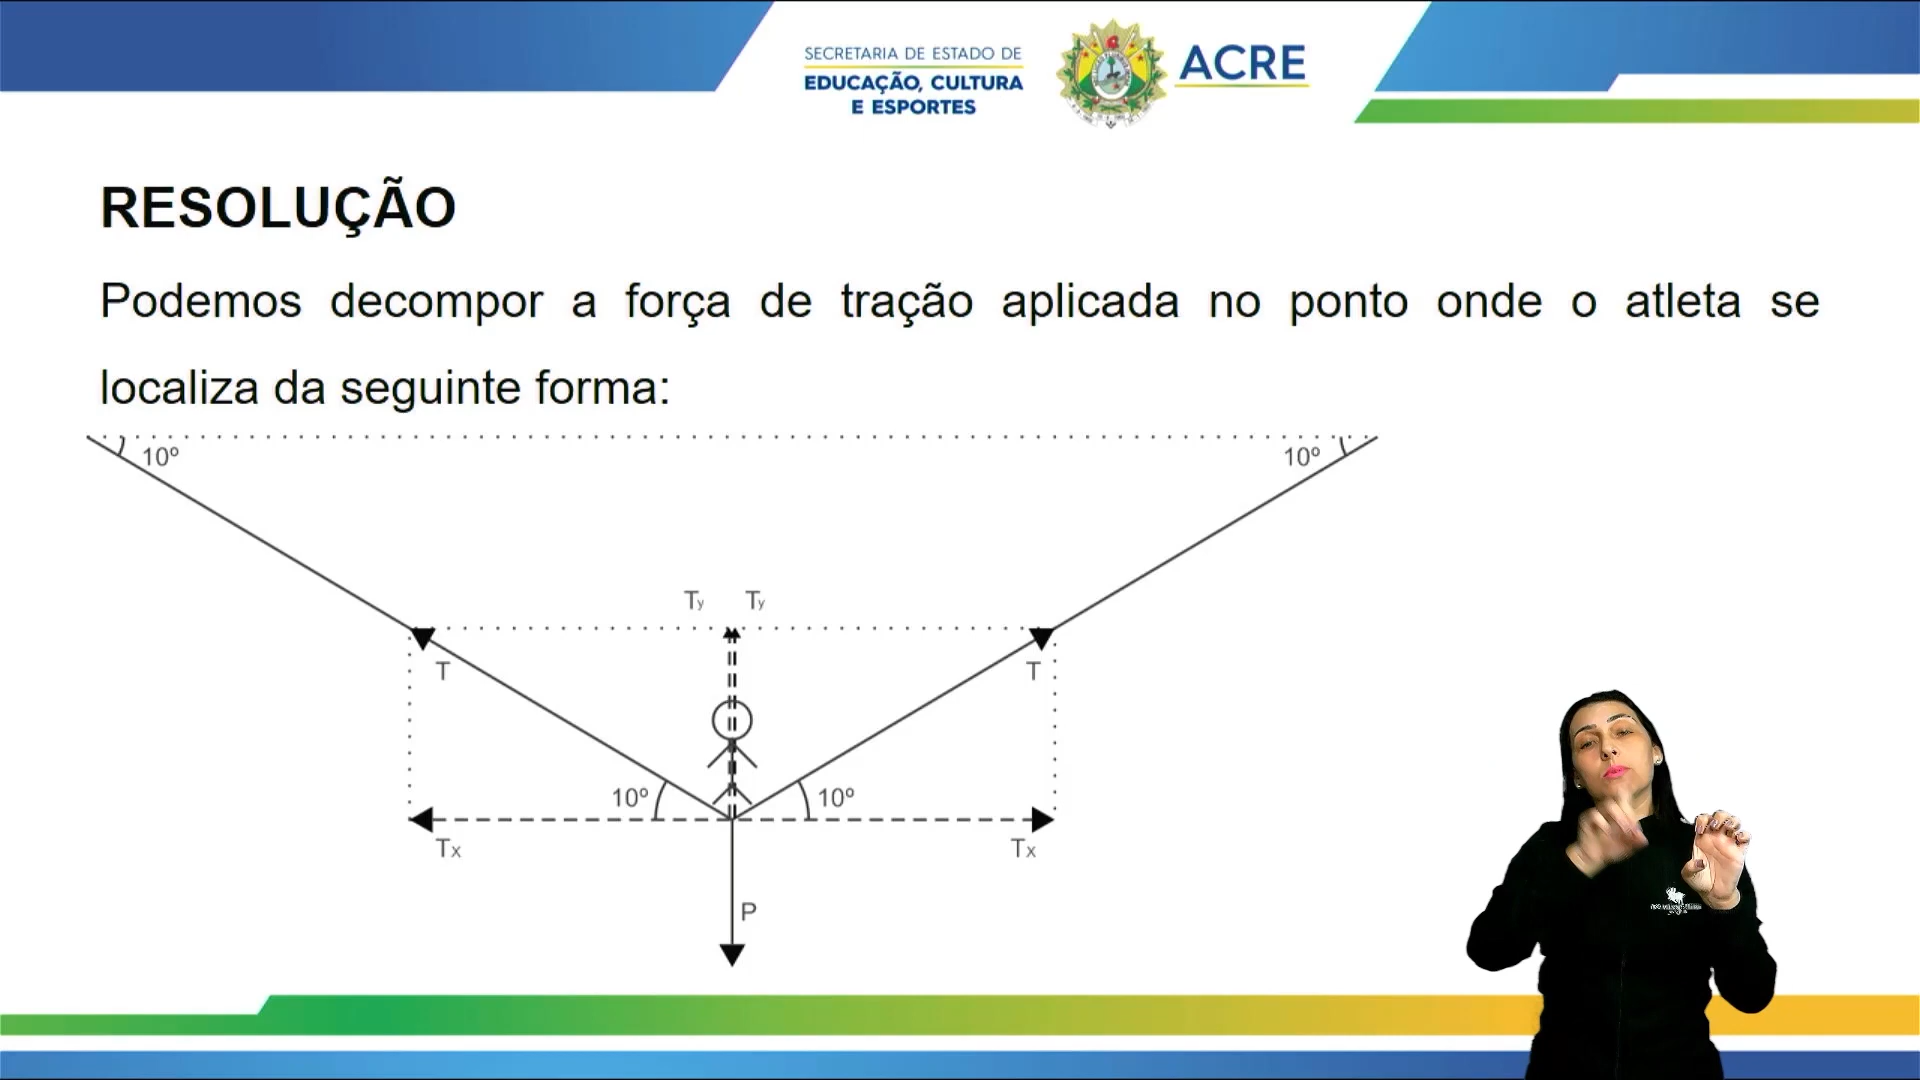 SECRETARIA DE ESTADO DE
EDUCAÇÃO, CULTURA
E ESPORTES
ACRE
RESOLUÇÃO
Podemos decompor a força de tração aplicada no ponto onde o atleta se
localiza da seguinte forma:
10º 10º
Ty Ty
T T
10º 10º
Tx Tx
P